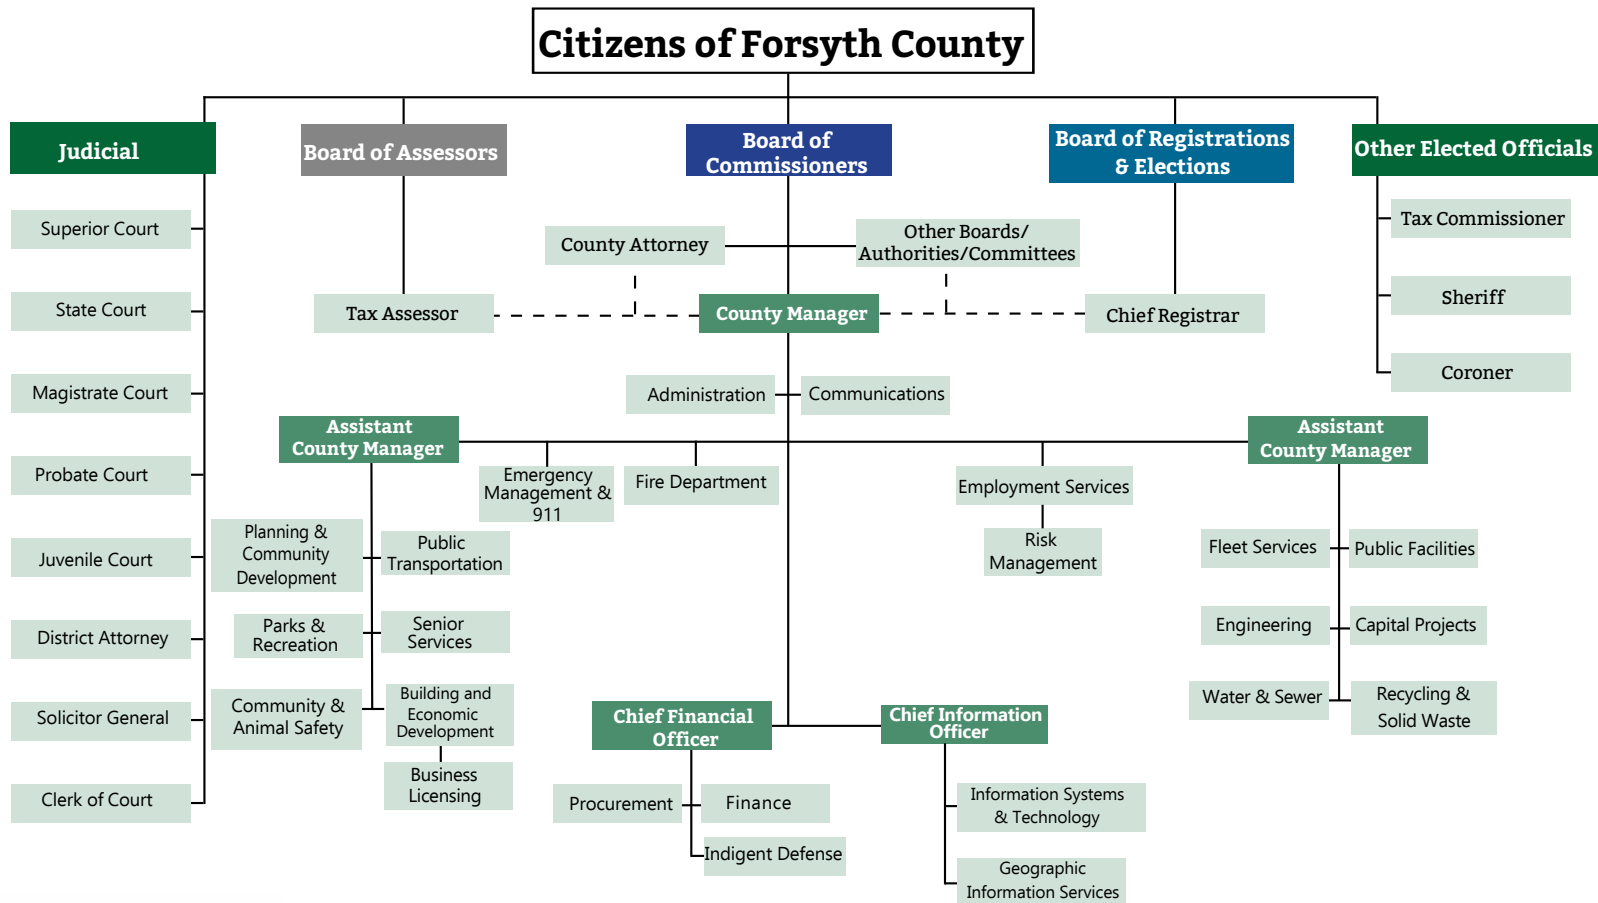 Citizens of Forsyth County
Judicial
Board of Assessors
Board of
Commissioners
Board of Registrations
& Elections
Other Elected Officials
Superior Court
State Court
Magistrate Court
Probate Court
Juvenile Court
District Attorney
Solicitor General
Clerk of Court
Tax Assessor
County Attorney
Other Boards/
Authorities/Committees
County Manager
Chief Registrar
Tax Commissioner
Sheriff
Coroner
Administration
Communications
Assistant
County Manager
Emergency
Management &
911
Fire Department
Employment Services
Risk
Management
Assistant
County Manager
Planning &
Community
Development
Public
Transportation
Parks &
Recreation
Senior
Services
Community &
Animal Safety
Building and
Economic
Development
Business
Licensing
Fleet Services
Public Facilities
Engineering
Capital Projects
Water & Sewer
Recycling &
Solid Waste
Chief Financial
Officer
Chief Information
Officer
Procurement
Finance
Indigent Defense
Information Systems
& Technology
Geographic
Information Services